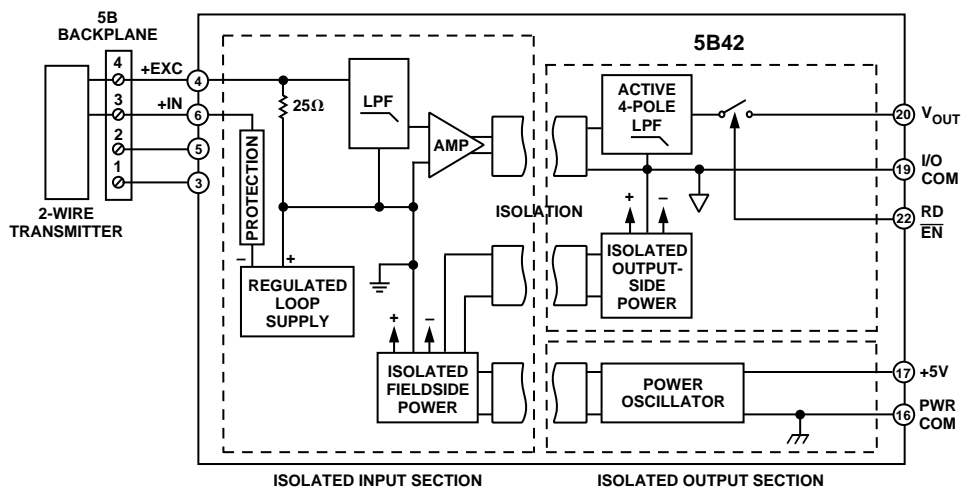 5B
BACKPLANE
4
3
2
1
+EXC
+IN
4
6
5
3
2-WIRE
TRANSMITTER
PROTECTION
25Ω
LPF
AMP
–
+
REGULATED
LOOP
SUPPLY
+
–
ISOLATED
FIELDSIDE
POWER
ISOLATED INPUT SECTION
ISOLATION
5B42
ACTIVE
4-POLE
LPF
+
–
ISOLATED
OUTPUT-
SIDE
POWER
POWER
OSCILLATOR
ISOLATED OUTPUT SECTION
20 VOUT
19 I/O
COM
22 RD
EN
17 +5V
16 PWR
COM